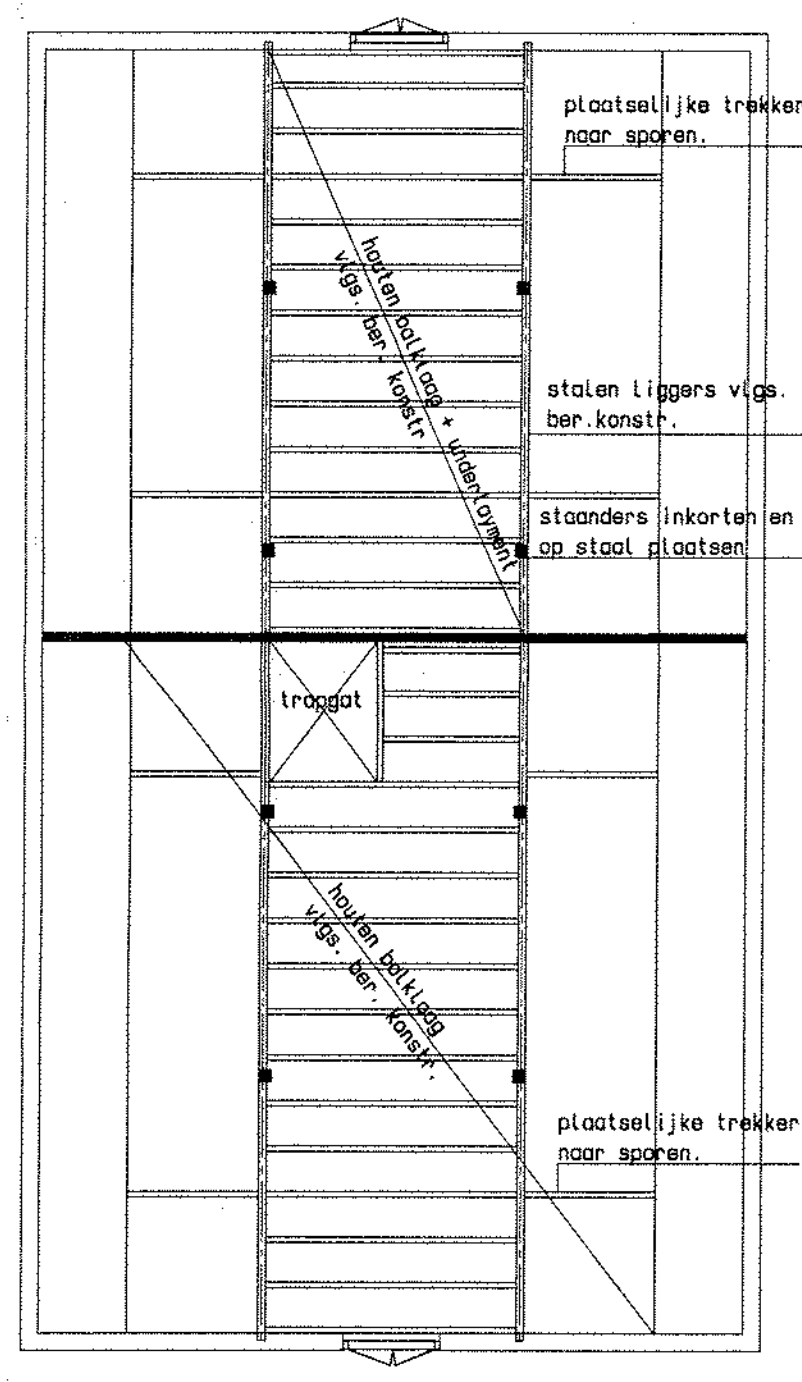 plaatselijke trekker
naar sporen.
houten balklaag + underlayment
vlgs. ber. konstr.
stalen liggers vlgs.
ber.konstr.
staanders inkorten en
op staal plaatsen
trapgat
houten balklaag
vlgs. ber. konstr.
plaatselijke trekker
naar sporen.